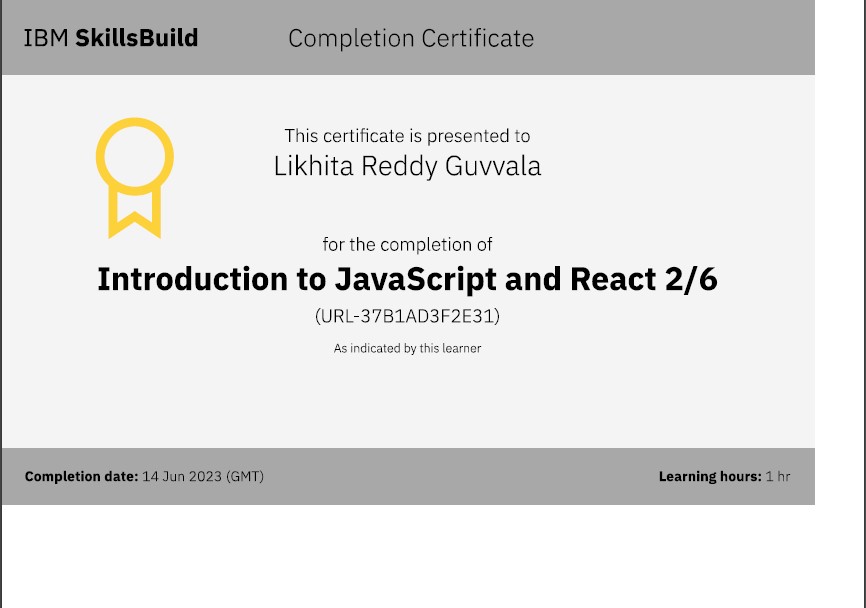 IBM SkillsBuild
Completion Certificate
This certificate is presented to
Likhita Reddy Guvvala
for the completion of
Introduction to JavaScript and React 2/6
(URL-37B1AD3F2E31)
As indicated by this learner
Completion date: 14 Jun 2023 (GMT)
Learning hours: 1 hr